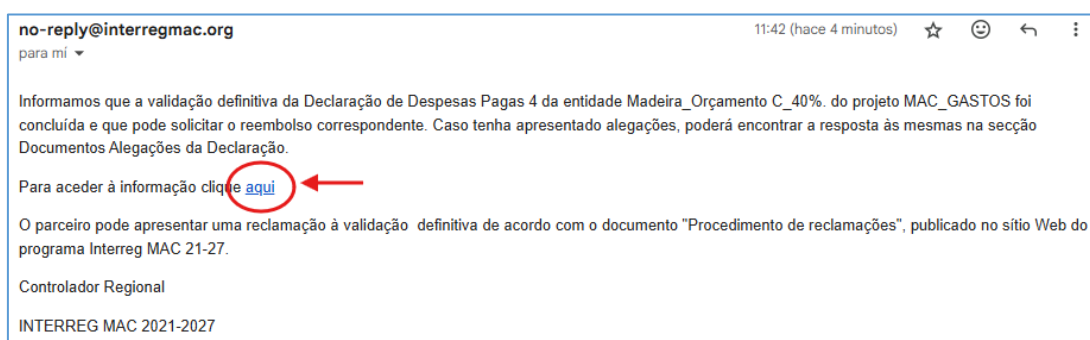 no-reply@interregmac.org
11:42 (hace 4 minutos)
para mí
Informamos que a validação definitiva da Declaração de Despesas Pagas 4 da entidade Madeira_Orçamento C_40%. do projeto MAC_GASTOS foi
concluída e que pode solicitar o reembolso correspondente. Caso tenha apresentado alegações, poderá encontrar a resposta às mesmas na secção
Documentos Alegações da Declaração.
Para aceder à informação clique aqui
O parceiro pode apresentar uma reclamação à validação  definitiva de acordo com o documento "Procedimento de reclamações", publicado no sítio Web do
programa Interreg MAC 21-27.
Controlador Regional
INTERREG MAC 2021-2027